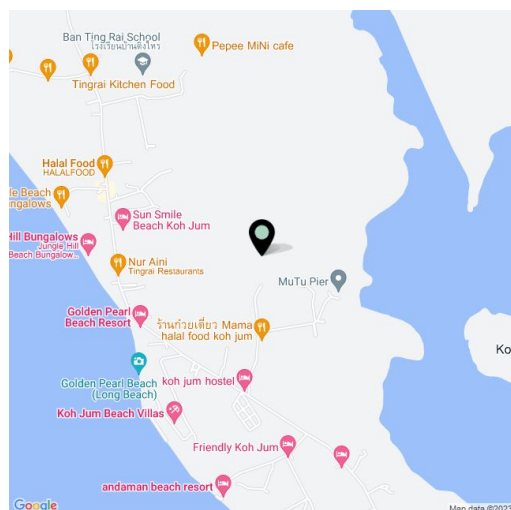 Ban Ting Rai School
โรงเรียนบ้านติงไหร
Pepee MiNi cafe
Tingrai Kitchen Food
Halal Food
HALALFOOD
le Beach
ngalows
Sun Smile
Beach Koh Jum
Hill Bungalows
Jungle Hill
Beach Bungalow...
Nur Aini
Tingrai Restaurants
MuTu Pier
Golden Pearl
Beach Resort
ร้านก๋วยเตี๋ยว Mama
halal food koh jum
Ko
Golden Pearl Beach
(Long Beach)
koh jum hostel
Koh Jum Beach Villas
Friendly Koh Jum
andaman beach resort
Google
Map data ©202